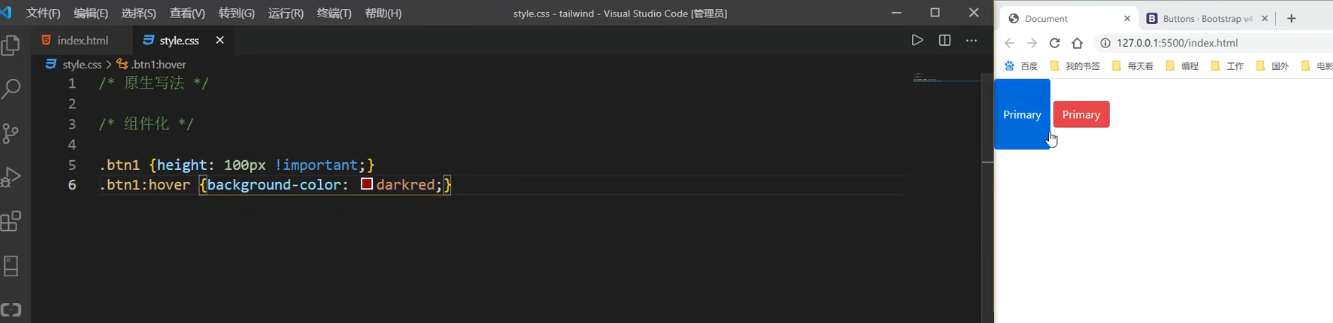 文件(F) 编辑(E) 选择(S) 查看(V) 转到(G) 运行(R) 终端(T) 帮助(H) style.css - tailwind - Visual Studio Code [管理员]
index.html style.css
style.css > .btn1:hover
1 /* 原生写法 */
2
3 /* 组件化 */
4
5 .btn1 {height: 100px !important;}
6 .btn1:hover {background-color: darkred;}
Document Buttons · Bootstrap v4
127.0.0.1:5500/index.html
百度 我的书签 每天看 编程 工作 国外 电影
Primary Primary